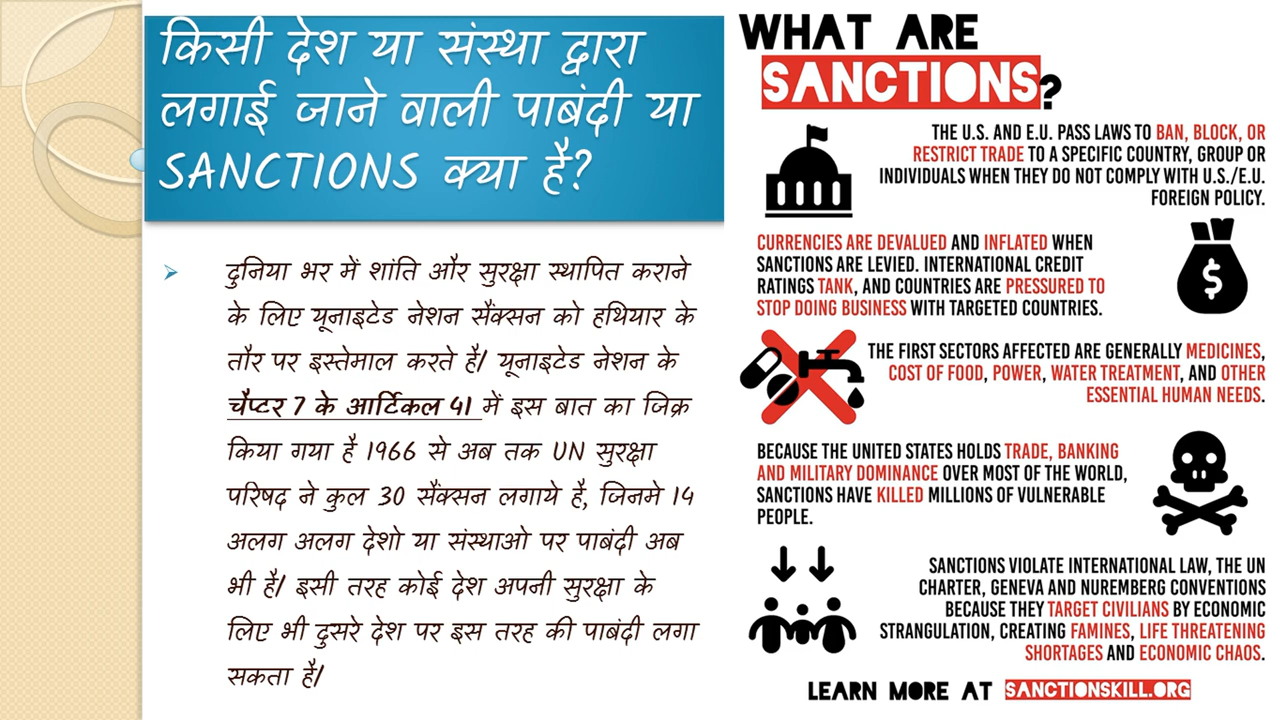 किसी देश या संस्था द्वारा
लगाई जाने वाली पाबंदी या
SANCTIONS क्या है?
दुनिया भर में शांति और सुरक्षा स्थापित कराने
के लिए यूनाइटेड नेशन सैंक्सन को हथियार के
तौर पर इस्तेमाल करते है/ यूनाइटेड नेशन के
चैप्टर 7 के आर्टिकल 41 में इस बात का जिक्र
किया गया है 1966 से अब तक UN सुरक्षा
परिषद ने कुल 30 सैंक्सन लगाये है, जिनमे 14
अलग अलग देशो या संस्थाओ पर पाबंदी अब
भी है/ इसी तरह कोई देश अपनी सुरक्षा के
लिए भी दुसरे देश पर इस तरह की पाबंदी लगा
सकता है/
WHAT ARE
SANCTIONS?
THE U.S. AND E.U. PASS LAWS TO BAN, BLOCK, OR
RESTRICT TRADE TO A SPECIFIC COUNTRY, GROUP OR
INDIVIDUALS WHEN THEY DO NOT COMPLY WITH U.S./E.U.
FOREIGN POLICY.
CURRENCIES ARE DEVALUED AND INFLATED WHEN
SANCTIONS ARE LEVIED. INTERNATIONAL CREDIT
RATINGS TANK, AND COUNTRIES ARE PRESSURED TO
STOP DOING BUSINESS WITH TARGETED COUNTRIES.
$
THE FIRST SECTORS AFFECTED ARE GENERALLY MEDICINES,
COST OF FOOD, POWER, WATER TREATMENT, AND OTHER
ESSENTIAL HUMAN NEEDS.
BECAUSE THE UNITED STATES HOLDS TRADE, BANKING
AND MILITARY DOMINANCE OVER MOST OF THE WORLD,
SANCTIONS HAVE KILLED MILLIONS OF VULNERABLE
PEOPLE.
SANCTIONS VIOLATE INTERNATIONAL LAW, THE UN
CHARTER, GENEVA AND NUREMBERG CONVENTIONS
BECAUSE THEY TARGET CIVILIANS BY ECONOMIC
STRANGULATION, CREATING FAMINES, LIFE THREATENING
SHORTAGES AND ECONOMIC CHAOS.
LEARN MORE AT SANCTIONSKILL.ORG